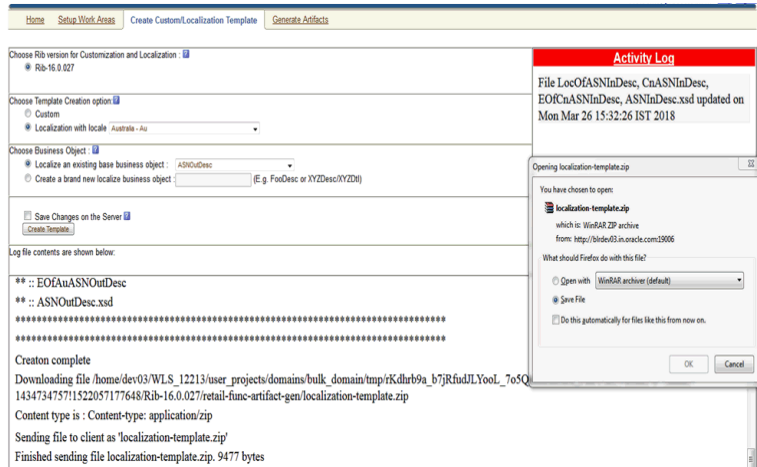 Home Setup Work Areas Create Custom/Localization Template Generate Artifacts
Choose Rib version for Customization and Localization : ?
Rib-16.0.027
Choose Template Creation option: ?
Custom
Localization with locale Australia - Au
Choose Business Object : ?
Localize an existing base business object : ASNOutDesc
Create a brand new localize business object : (E.g. FooDesc or XYZDesc/XYZDtl)
Save Changes on the Server ?
Create Template
Log file contents are shown below:
** :: EOfAuASNOutDesc
** :: ASNOutDesc.xsd
********************************************************************************
********************************************************************************
Creaton complete
Downloading file /home/dev03/WLS_12213/user_projects/domains/bulk_domain/tmp/rKdhrb9a_b7jRfudJLYooL_7o5Q
1434734757!1522057177648/Rib-16.0.027/retail-func-artifact-gen/localization-template.zip
Content type is : Content-type: application/zip
Sending file to client as 'localization-template.zip'
Finished sending file localization-template.zip. 9477 bytes
Activity Log
File LocOfASNInDesc, CnASNInDesc,
EOfCnASNInDesc, ASNInDesc.xsd updated on
Mon Mar 26 15:32:26 IST 2018
Opening localization-template.zip
You have chosen to open:
localization-template.zip
which is: WinRAR ZIP archive
from: http://blrdev03.in.oracle.com:19006
What should Firefox do with this file?
Open with WinRAR archiver (default)
Save File
Do this automatically for files like this from now on.
OK Cancel